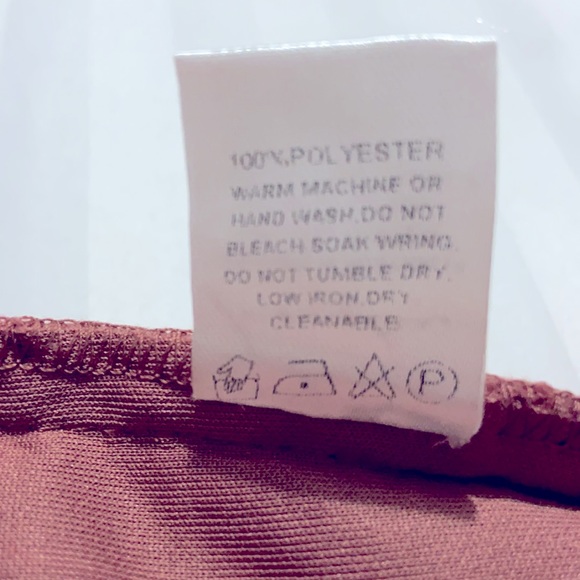 100%POLYESTER
WARM MACHINE OR
HAND WASH.DO NOT
BLEACH SOAK WRING.
DO NOT TUMBLE DRY.
LOW IRON.DRY
CLEANABLE
P